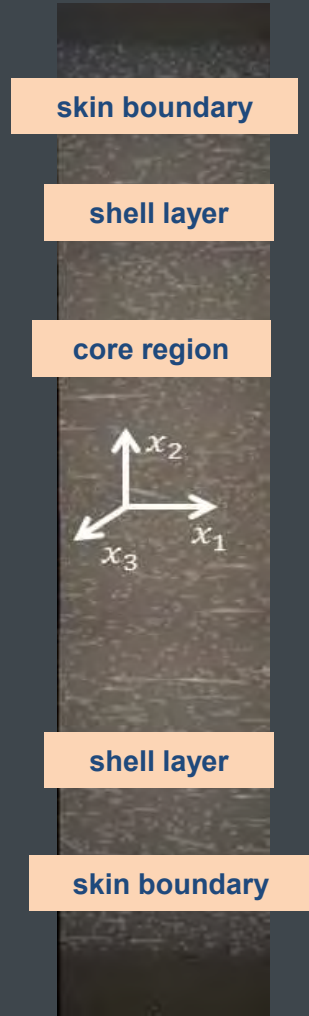 skin boundary
shell layer
core region
x₂
x₁
x₃
shell layer
skin boundary